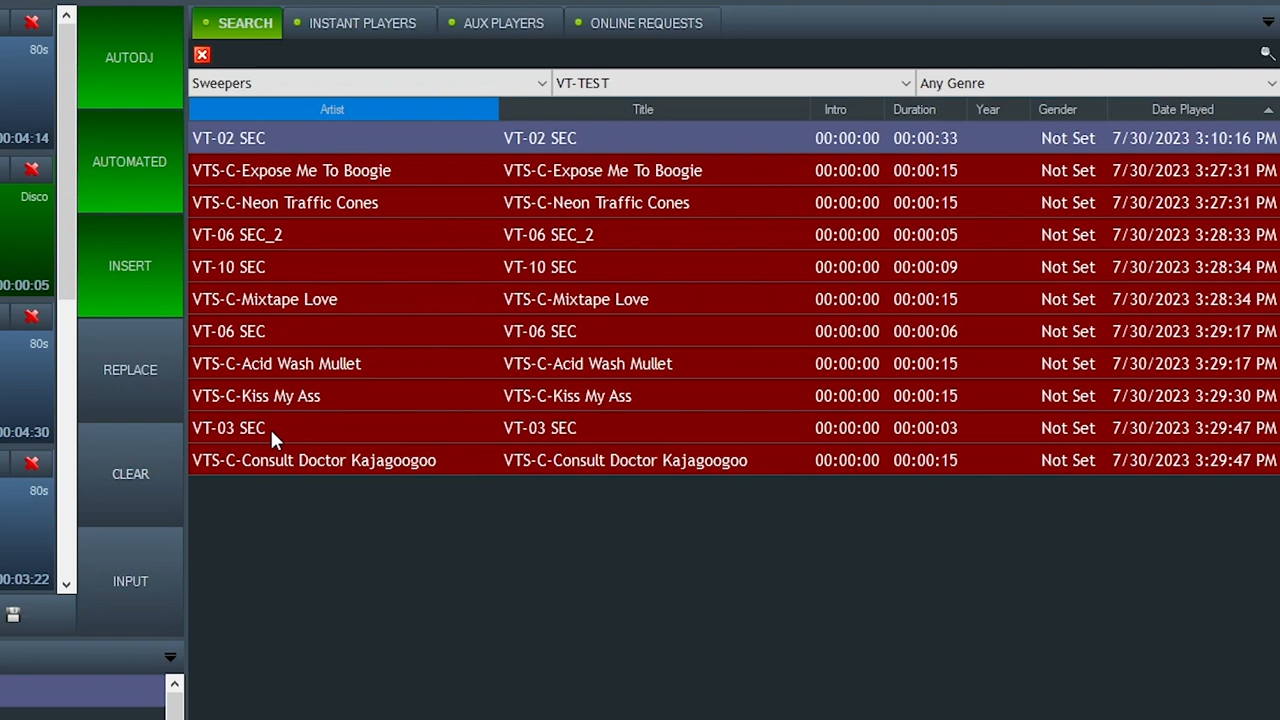 80s
00:04:14
Disco
00:00:05
80s
00:04:30
80s
00:03:22
AUTODJ
AUTOMATED
INSERT
REPLACE
CLEAR
INPUT
SEARCH INSTANT PLAYERS AUX PLAYERS ONLINE REQUESTS
Sweepers VT-TEST Any Genre
Artist Title Intro Duration Year Gender Date Played
VT-02 SEC VT-02 SEC 00:00:00 00:00:33 Not Set 7/30/2023 3:10:16 PM
VTS-C-Expose Me To Boogie VTS-C-Expose Me To Boogie 00:00:00 00:00:15 Not Set 7/30/2023 3:27:31 PM
VTS-C-Neon Traffic Cones VTS-C-Neon Traffic Cones 00:00:00 00:00:15 Not Set 7/30/2023 3:27:31 PM
VT-06 SEC_2 VT-06 SEC_2 00:00:00 00:00:05 Not Set 7/30/2023 3:28:33 PM
VT-10 SEC VT-10 SEC 00:00:00 00:00:09 Not Set 7/30/2023 3:28:34 PM
VTS-C-Mixtape Love VTS-C-Mixtape Love 00:00:00 00:00:15 Not Set 7/30/2023 3:28:34 PM
VT-06 SEC VT-06 SEC 00:00:00 00:00:06 Not Set 7/30/2023 3:29:17 PM
VTS-C-Acid Wash Mullet VTS-C-Acid Wash Mullet 00:00:00 00:00:15 Not Set 7/30/2023 3:29:17 PM
VTS-C-Kiss My Ass VTS-C-Kiss My Ass 00:00:00 00:00:15 Not Set 7/30/2023 3:29:30 PM
VT-03 SEC VT-03 SEC 00:00:00 00:00:03 Not Set 7/30/2023 3:29:47 PM
VTS-C-Consult Doctor Kajagoogoo VTS-C-Consult Doctor Kajagoogoo 00:00:00 00:00:15 Not Set 7/30/2023 3:29:47 PM